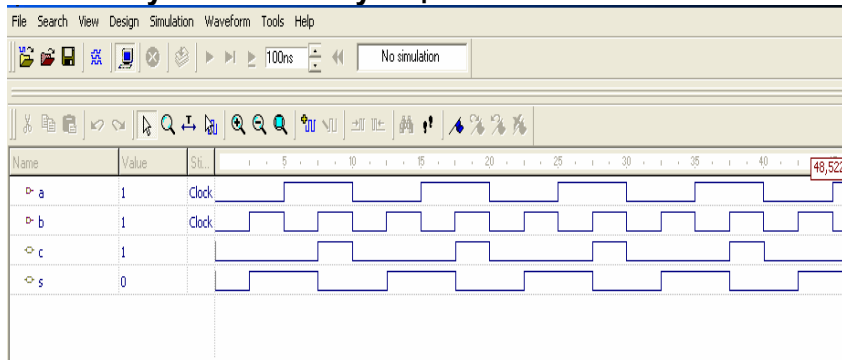 File Search View Design Simulation Waveform Tools Help
100ns No simulation
Name Value Sti... 5 10 15 20 25 30 35 40 48,522
a 1 Clock
b 1 Clock
c 1
s 0